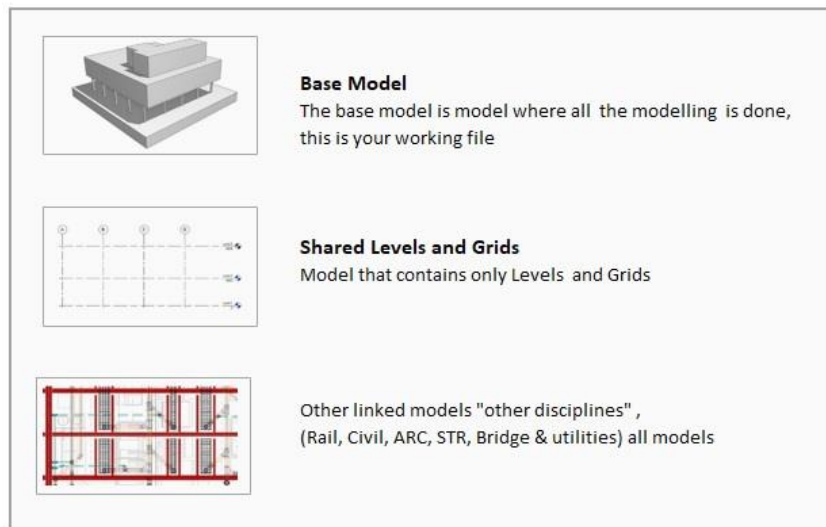 Base Model
The base model is model where all the modelling is done,
this is your working file
Shared Levels and Grids
Model that contains only Levels and Grids
Other linked models "other disciplines" ,
(Rail, Civil, ARC, STR, Bridge & utilities) all models